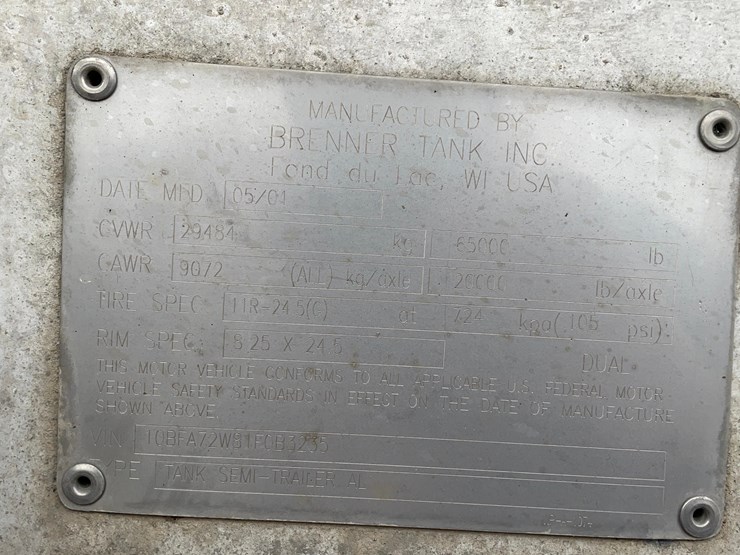 MANUFACTURED BY
BRENNER TANK INC.
Fond du Lac, WI USA
DATE MFD 05/01
GVWR 29484 kg 65000 lb
GAWR 9072 (ALL) kg/axle 20000 lb/axle
TIRE SPEC 11R-24.5(G) at 724 kpa( 105 psi).
RIM SPEC. 8.25 X 24.5 DUAL
THIS MOTOR VEHICLE CONFORMS TO ALL APPLICABLE U.S. FEDERAL MOTOR
VEHICLE SAFETY STANDARDS IN EFFECT ON THE DATE OF MANUFACTURE
SHOWN ABOVE.
VIN
TYPE TANK SEMI-TRAILER AL